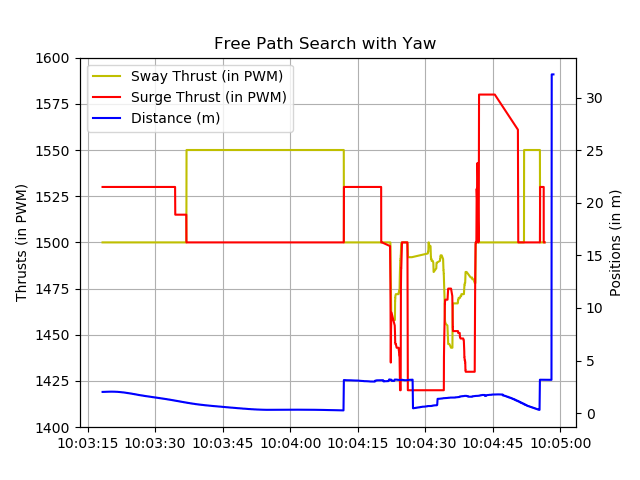 Free Path Search with Yaw
Sway Thrust (in PWM)
Surge Thrust (in PWM)
Distance (m)
Thrusts (in PWM)
1600
1575
1550
1525
1500
1475
1450
1425
1400
Positions (in m)
30
25
20
15
10
5
0
10:03:15 10:03:30 10:03:45 10:04:00 10:04:15 10:04:30 10:04:45 10:05:00